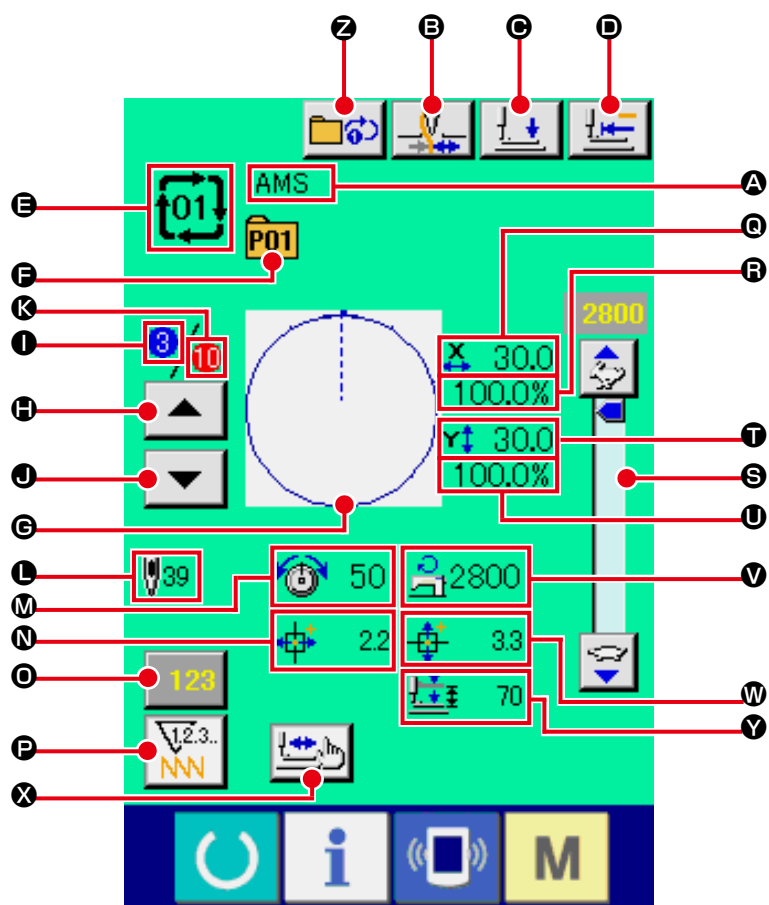 Z B C D
AMS A
E 01
Q
F P01
R
K
I 3 / 10 2800
X 30.0
H 100.0%
Y 30.0 T
J 100.0% S
G U
L 39
M 50 2800 V
N 2.2 3.3
O 123 W
70 Y
P 1.2.3..
X
i M